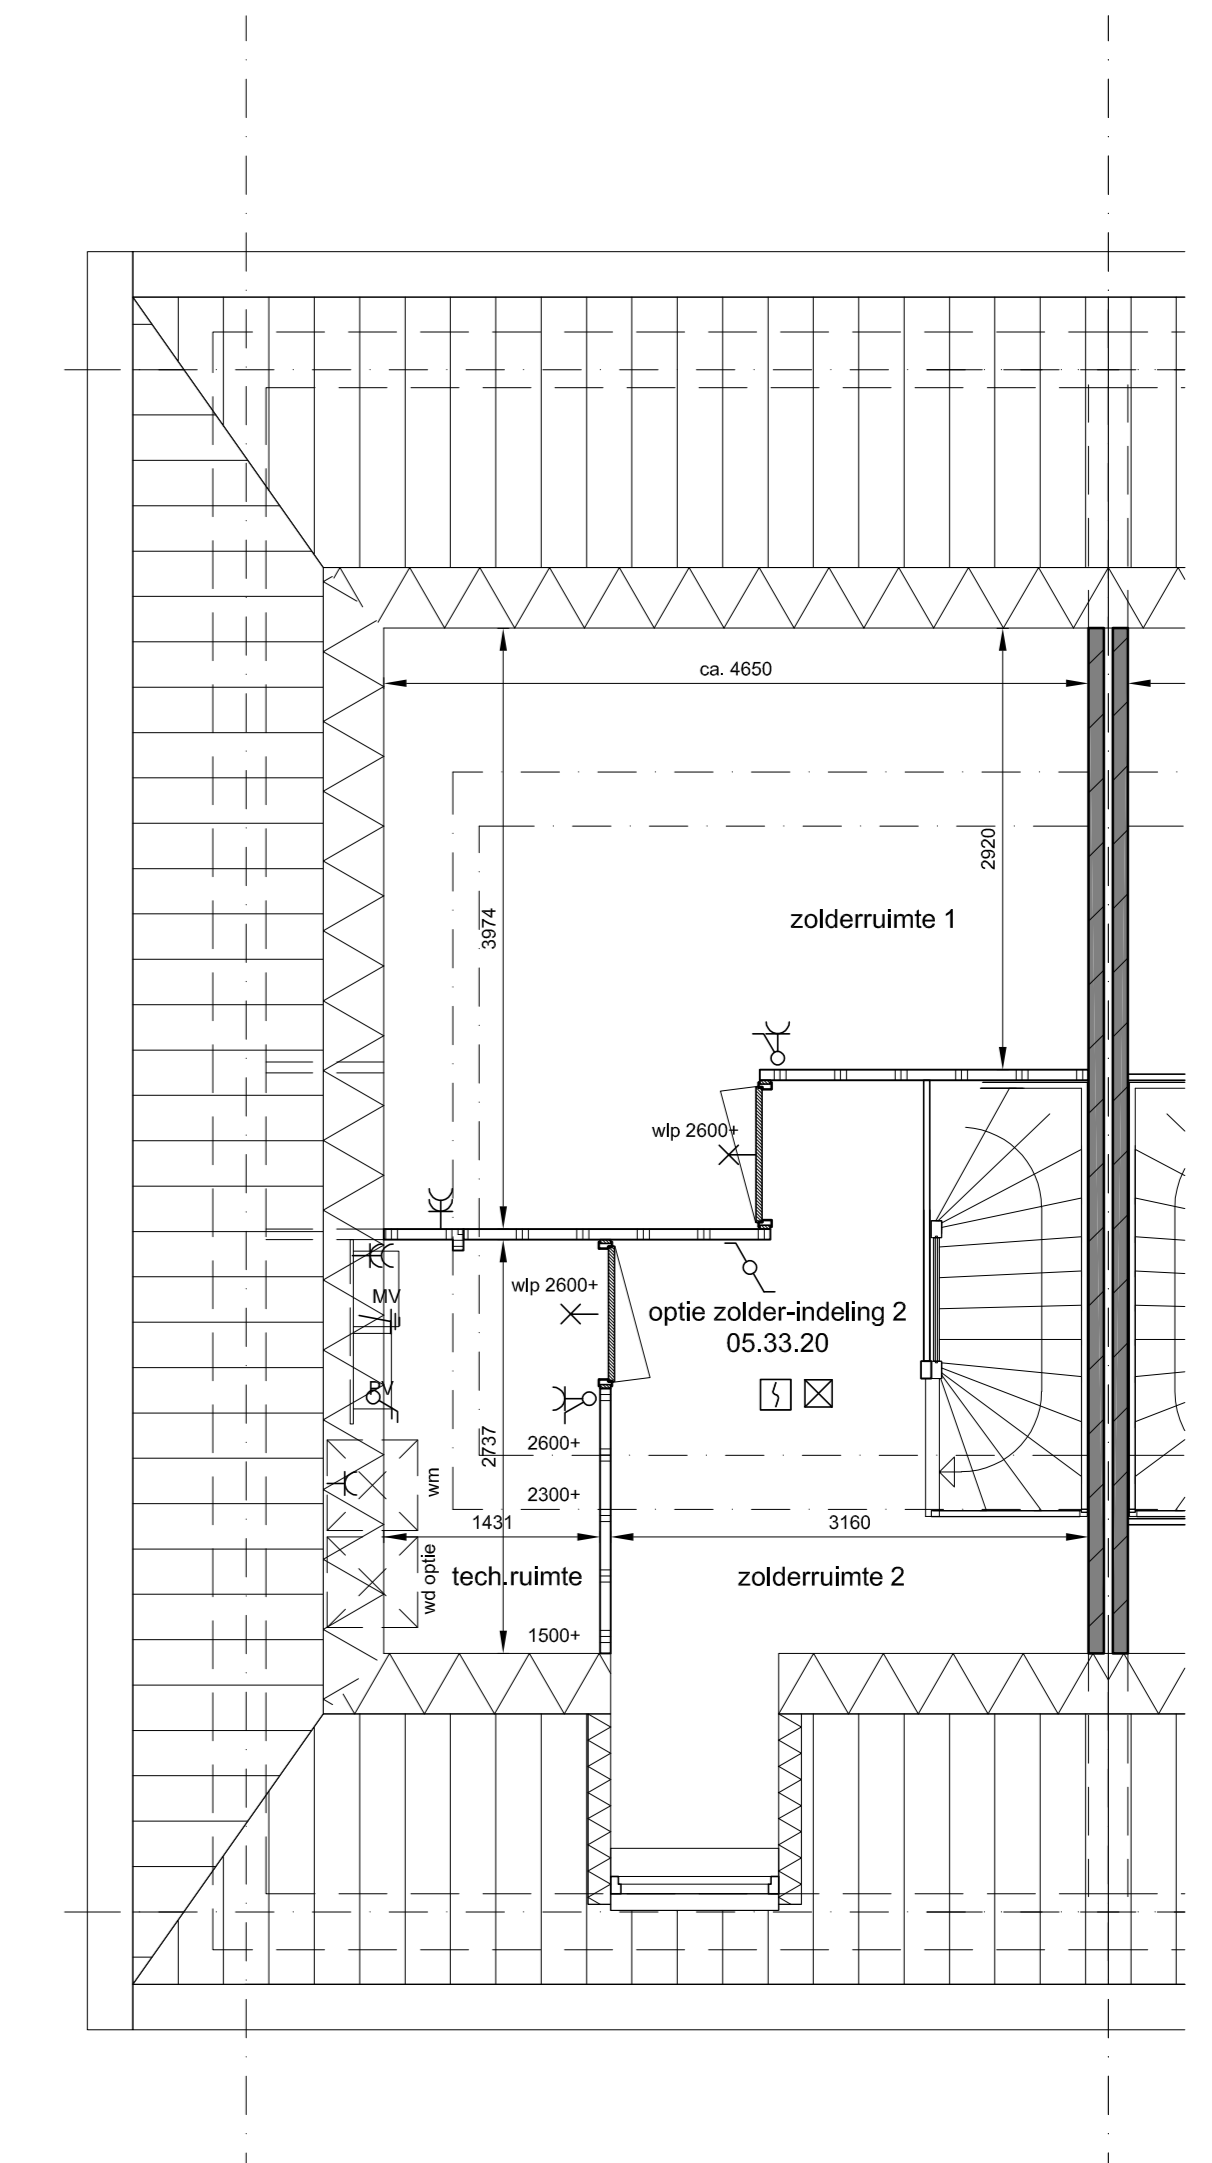 ca. 4650
2920
3974
zolderruimte 1
wlp 2600+
wlp 2600+
MV
optie zolder-indeling 2
05.33.20
PV
2737
2600+
wm
2300+
1431
3160
wd optie
tech.ruimte
zolderruimte 2
1500+